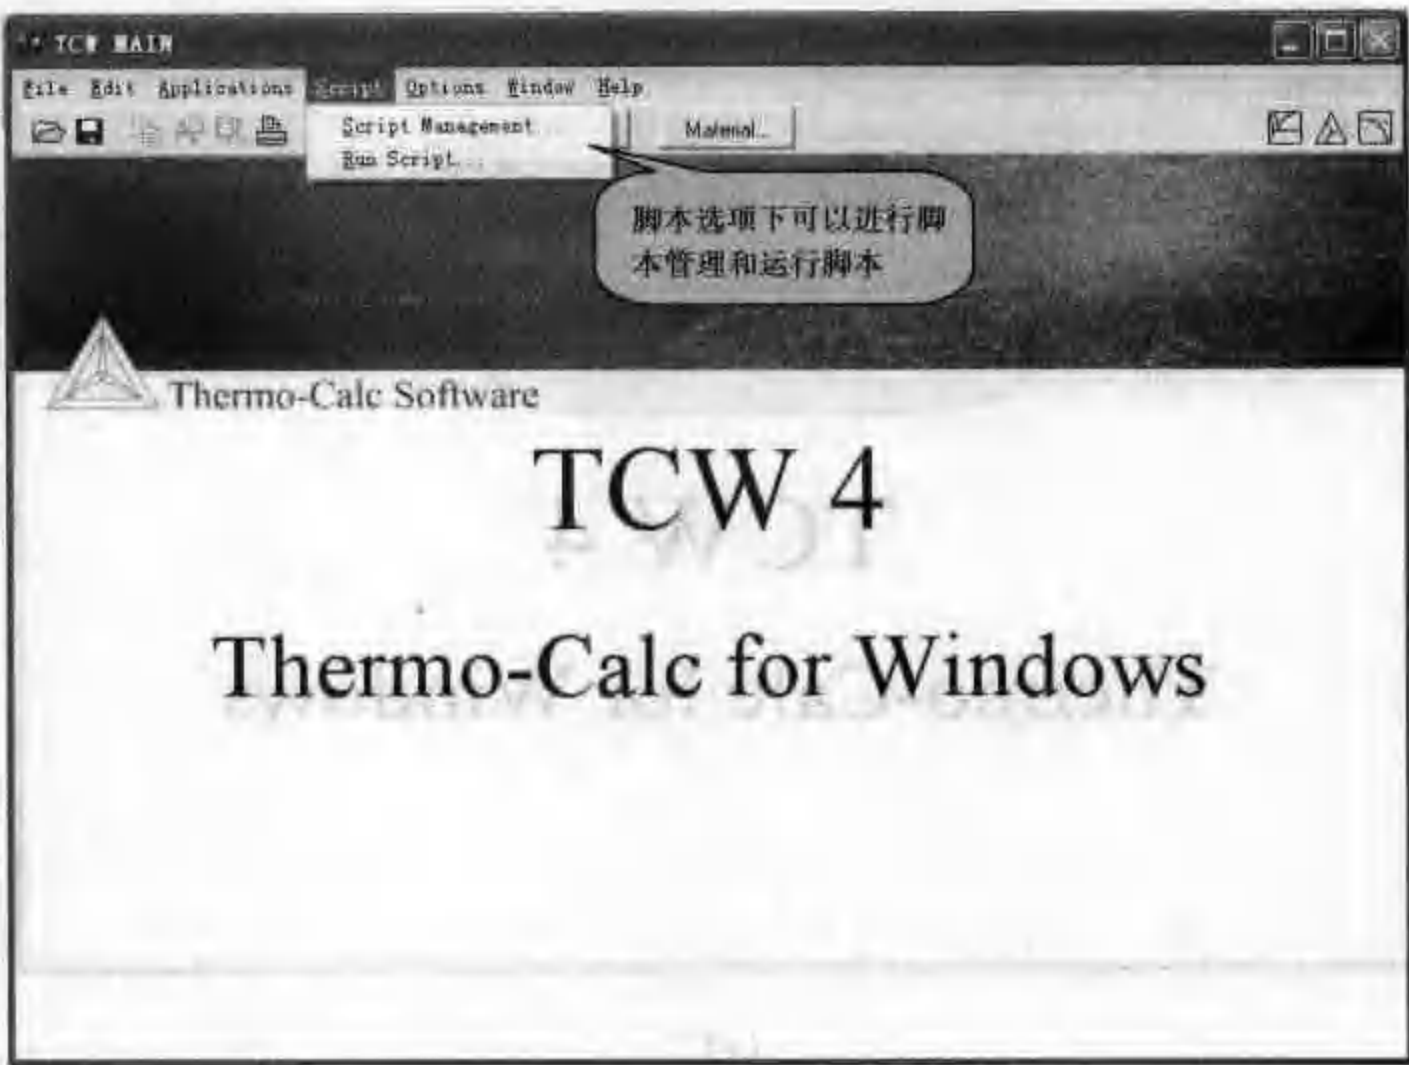 TCW MAIN
File Edit Applications Script Options Window Help
Script Management...
Material...
Run Script...
脚本选项下可以进行脚
本管理和运行脚本
Thermo-Calc Software
TCW 4
Thermo-Calc for Windows